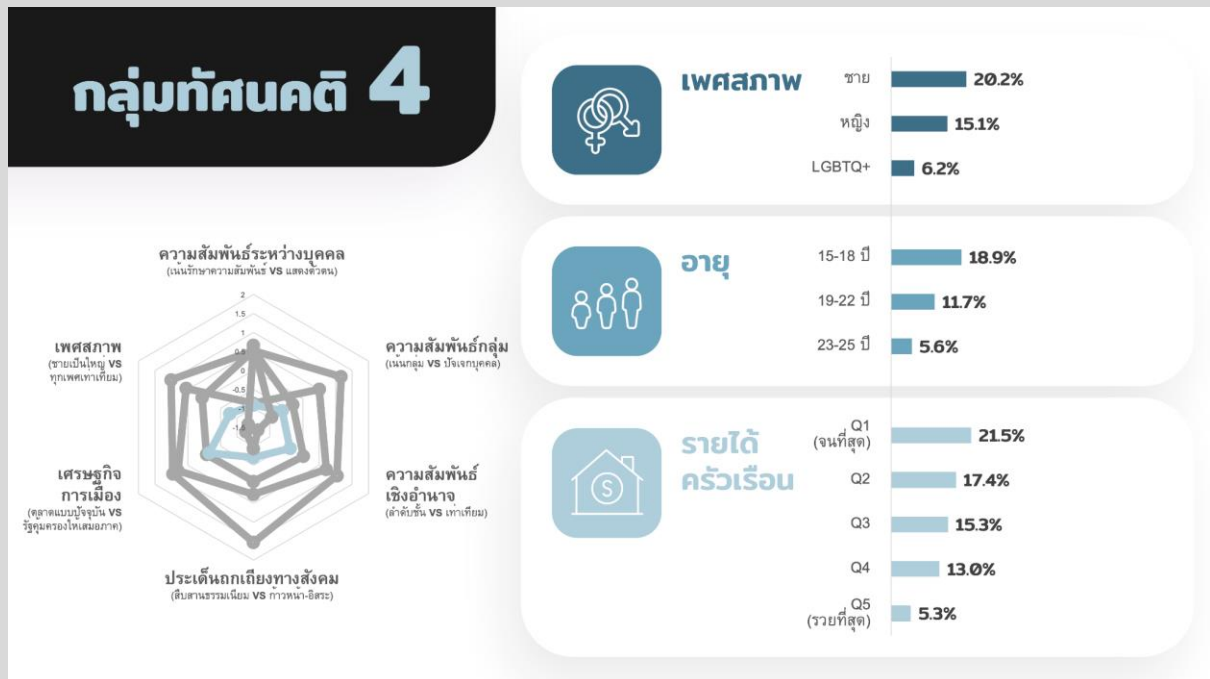 กลุ่มทัศนคติ 4
ความสัมพันธ์ระหว่างบุคคล
(เน้นรักษาความสัมพันธ์ VS แสดงตัวตน)
2
1.5
1
0.5
0
-0.5
-1
-1.5
ความสัมพันธ์กลุ่ม
(เน้นกลุ่ม VS ปัจเจกบุคคล)
ความสัมพันธ์
เชิงอำนาจ
(ลำดับชั้น VS เท่าเทียม)
ประเด็นถกเถียงทางสังคม
(สืบสานธรรมเนียม VS ก้าวหน้า-อิสระ)
เศรษฐกิจ
การเมือง
(ตลาดแบบปัจจุบัน VS
รัฐคุ้มครองให้เสมอภาค)
เพศสภาพ
(ชายเป็นใหญ่ VS
ทุกเพศเท่าเทียม)
เพศสภาพ
ชาย 20.2%
หญิง 15.1%
LGBTQ+ 6.2%
อายุ
15-18 ปี 18.9%
19-22 ปี 11.7%
23-25 ปี 5.6%
รายได้
ครัวเรือน
Q1
(จนที่สุด) 21.5%
Q2 17.4%
Q3 15.3%
Q4 13.0%
Q5
(รวยที่สุด) 5.3%